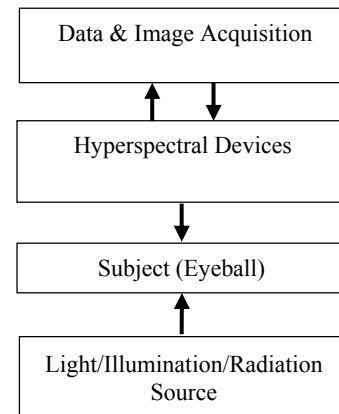 Data & Image Acquisition
Hyperspectral Devices
Subject (Eyeball)
Light/Illumination/Radiation
Source